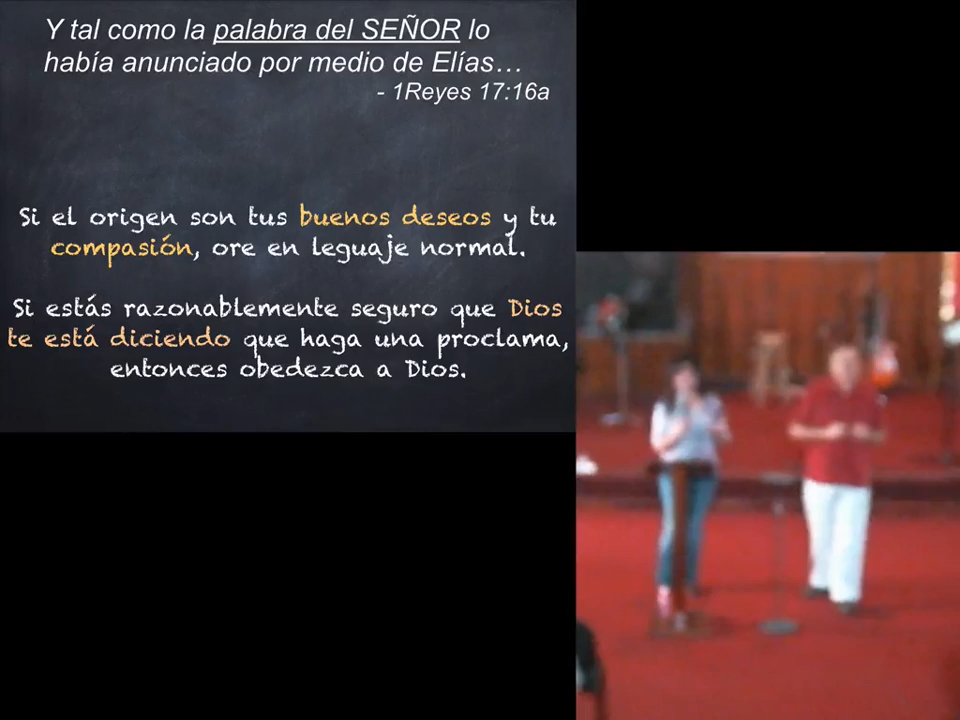 Y tal como la palabra del SEÑOR lo
había anunciado por medio de Elías…
- 1Reyes 17:16a
Si el origen son tus buenos deseos y tu
compasión, ore en leguaje normal.
Si estás razonablemente seguro que Dios
te está diciendo que haga una proclama,
entonces obedezca a Dios.